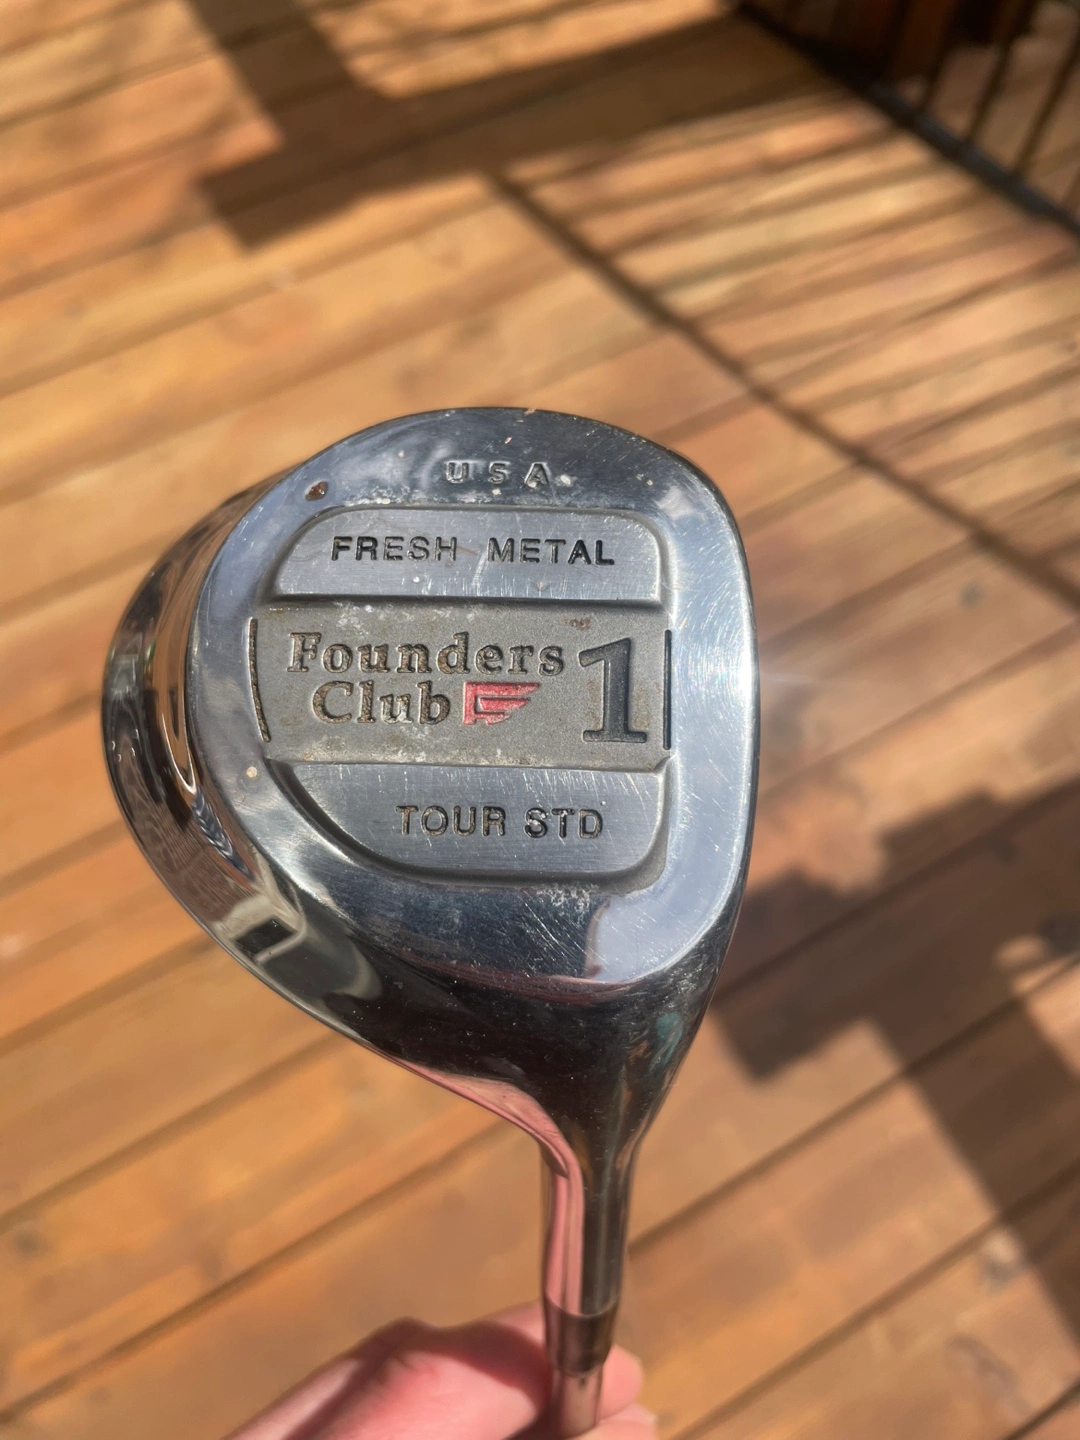 USA
FRESH METAL
Founders
Club
1
TOUR STD